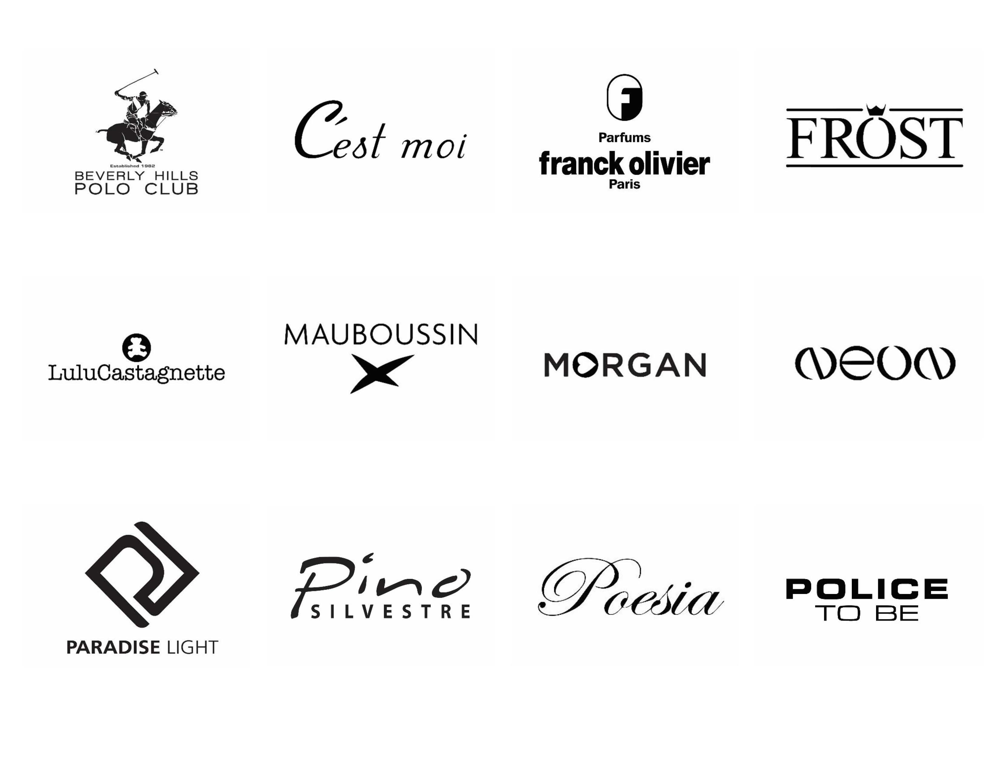 Established 1982
BEVERLY HILLS
POLO CLUB
C'est moi
Parfums
franck olivier
Paris
FROST
LuluCastagnette
MAUBOUSSIN
MORGAN
NEON
PARADISE LIGHT
Pino
SILVESTRE
Poesia
POLICE
TO BE